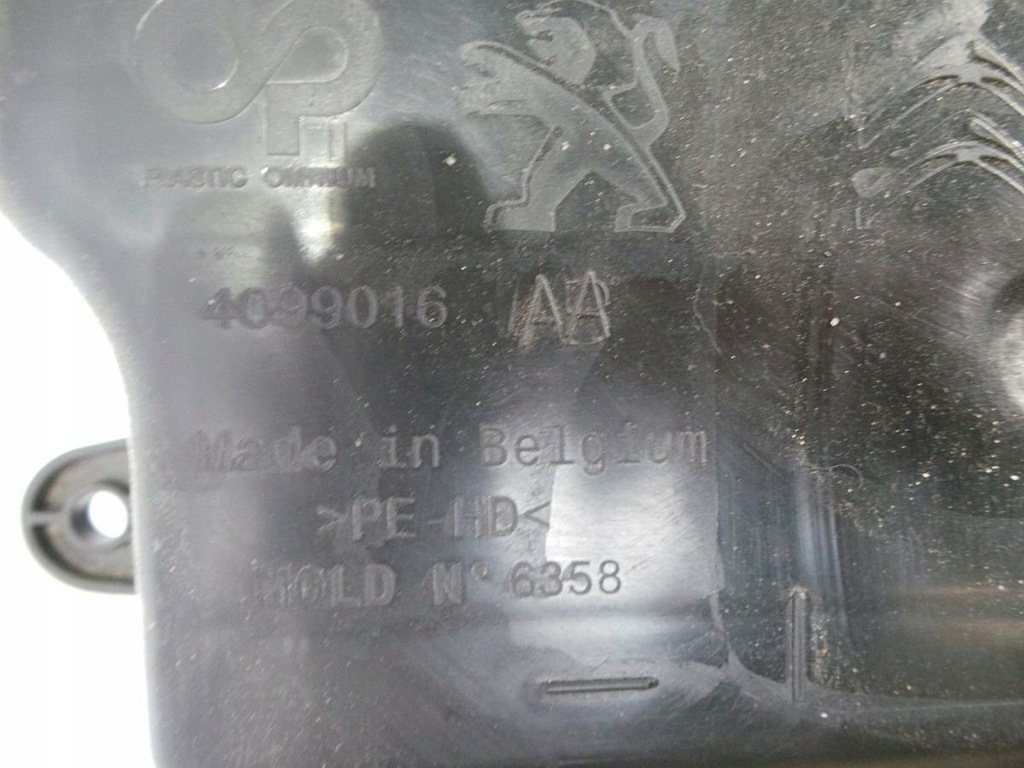 PLASTIC OMNIUM
4099016 AA
Made in Belgium
>PE-HD<
MOLD N° 6358